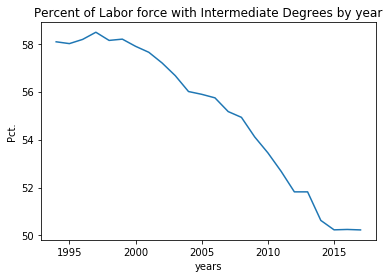 Percent of Labor force with Intermediate Degrees by year
58
56
54
52
50
Pct.
1995 2000 2005 2010 2015
years